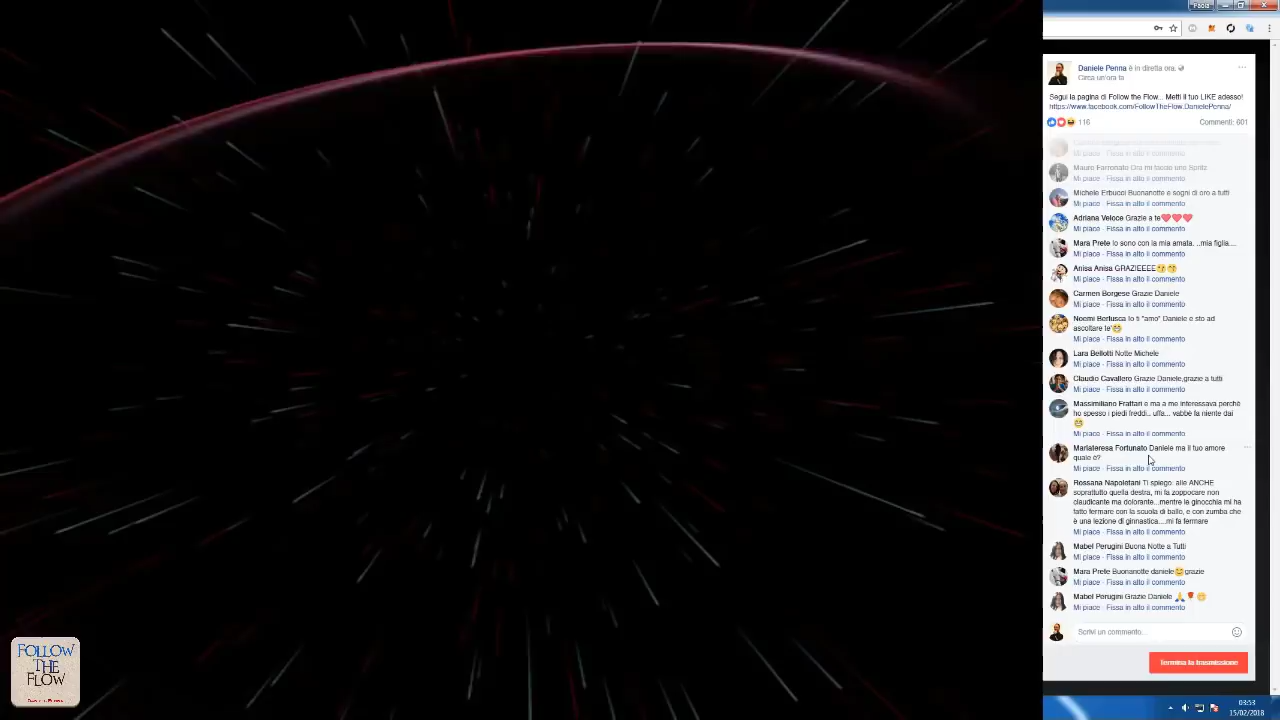 Paola
Daniele Penna è in diretta ora.
Circa un'ora fa
Segui la pagina di Follow the Flow... Metti il tuo LIKE adesso!
https://www.facebook.com/FollowTheFlow.DanielePenna/
116
Commenti: 601
Mi piace · Fissa in alto il commento
Mauro Farronato Ora mi faccio uno Spritz
Mi piace · Fissa in alto il commento
Michele Erbucci Buonanotte e sogni di oro a tutti
Mi piace · Fissa in alto il commento
Adriana Veloce Grazie a te💖💖💖
Mi piace · Fissa in alto il commento
Mara Prete Io sono con la mia amata. ..mia figlia....
Mi piace · Fissa in alto il commento
Anisa Anisa GRAZIEEEE😙😙
Mi piace · Fissa in alto il commento
Carmen Borgese Grazie Daniele
Mi piace · Fissa in alto il commento
Noemi Berlusca Io ti "amo" Daniele e sto ad
ascoltare te'😁
Mi piace · Fissa in alto il commento
Lara Bellotti Notte Michele
Mi piace · Fissa in alto il commento
Claudio Cavallero Grazie Daniele,grazie a tutti
Mi piace · Fissa in alto il commento
Massimiliano Frattari e ma a me interessava perchè
ho spesso i piedi freddi.. uffa... vabbè fa niente dai
😁
Mi piace · Fissa in alto il commento
Mariateresa Fortunato Daniele ma il tuo amore
quale è?
Mi piace · Fissa in alto il commento
Rossana Napoletani Ti spiego: alle ANCHE
soprattutto quella destra, mi fa zoppocare non
claudicante ma dolorante...mentre le ginocchia mi ha
fatto fermare con la scuola di ballo, e con zumba che
è una lezione di ginnastica....mi fa fermare
Mi piace · Fissa in alto il commento
Mabel Perugini Buona Notte a Tutti
Mi piace · Fissa in alto il commento
Mara Prete Buonanotte daniele😊grazie
Mi piace · Fissa in alto il commento
Mabel Perugini Grazie Daniele 🙏🌹🌼
Mi piace · Fissa in alto il commento
Scrivi un commento...
Termina la trasmissione
03:53
15/02/2018
FOLLOW
THE
FLOW